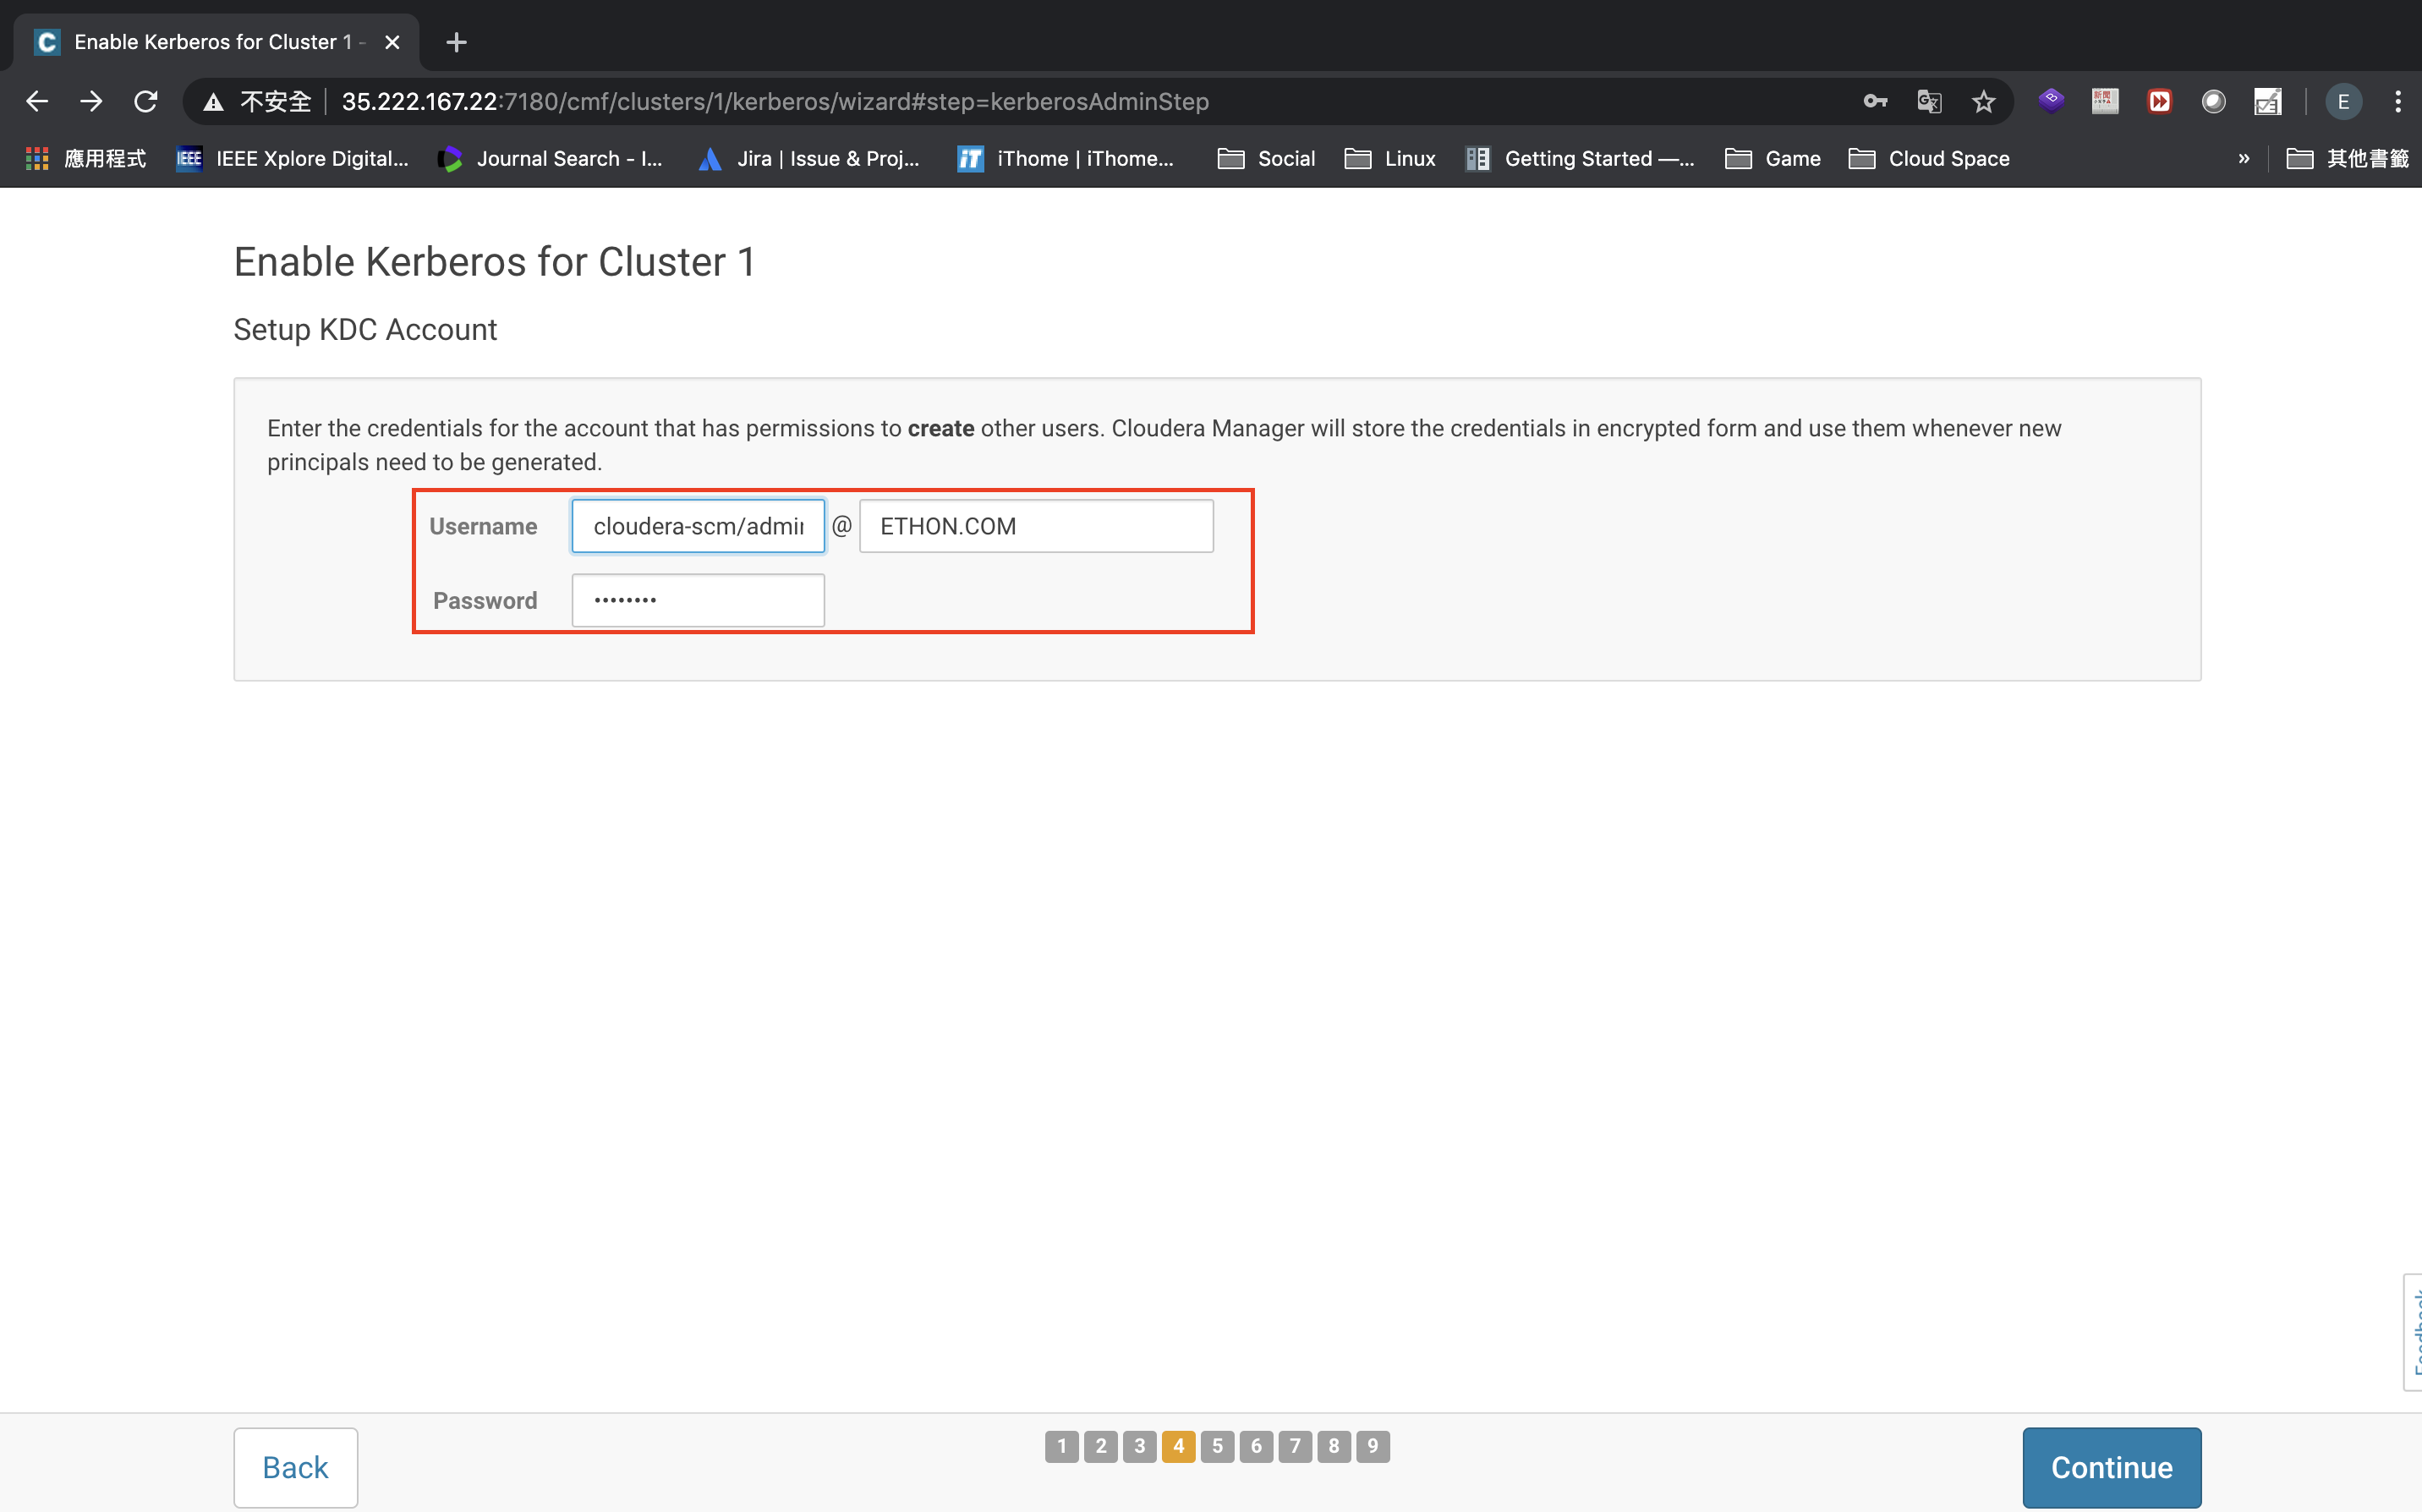 Enable Kerberos for Cluster 1 -
不安全 35.222.167.22:7180/cmf/clusters/1/kerberos/wizard#step=kerberosAdminStep E
應用程式 IEEE IEEE Xplore Digital... Journal Search - I... Jira | Issue & Proj... iT iThome | iThome... Social Linux Getting Started —... Game Cloud Space » 其他書籤
Enable Kerberos for Cluster 1
Setup KDC Account
Enter the credentials for the account that has permissions to create other users. Cloudera Manager will store the credentials in encrypted form and use them whenever new
principals need to be generated.
Username cloudera-scm/admin @ ETHON.COM
Password ••••••••
Feedback
Back 1 2 3 4 5 6 7 8 9 Continue